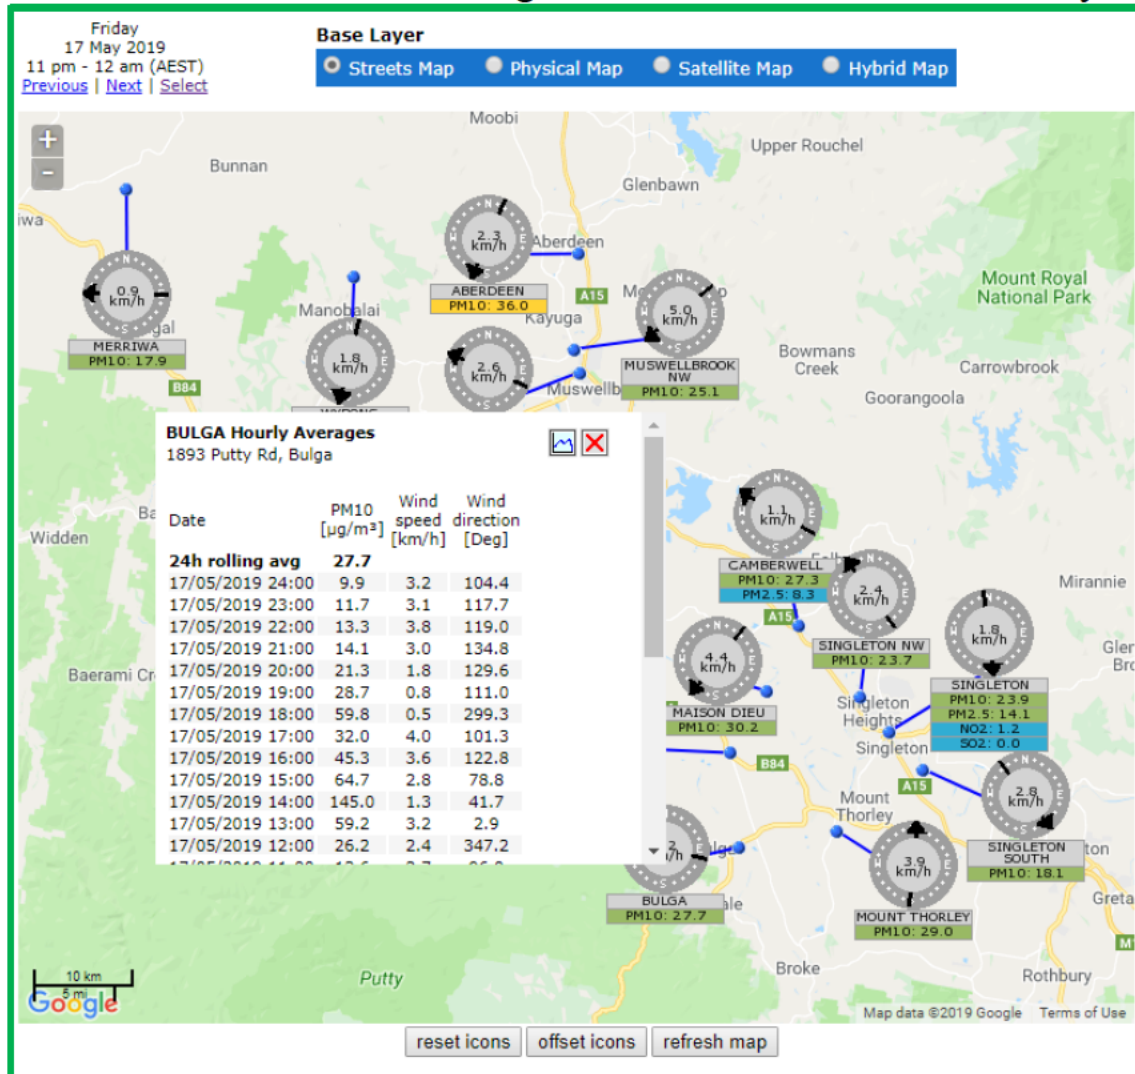 Friday
17 May 2019
11 pm - 12 am (AEST)
Previous | Next | Select
Base Layer
Streets Map Physical Map Satellite Map Hybrid Map
+
-
Moobi
Upper Rouchel
Bunnan
Glenbawn
iwa
N
2.3
km/h
Aberdeen
ABERDEEN
PM10: 36.0
A15
0.9
km/h
MERRIWA
PM10: 17.9
B84
Manobalai
Kayuga
1.8
km/h
2.6
km/h
5.0
km/h
MUSWELLBROOK
NW
PM10: 25.1
Muswellb
Mount Royal
National Park
Bowmans
Creek
Carrowbrook
Goorangoola
BULGA Hourly Averages
1893 Putty Rd, Bulga
Date PM10 [µg/m³] Wind speed [km/h] Wind direction [Deg]
24h rolling avg 27.7
17/05/2019 24:00 9.9 3.2 104.4
17/05/2019 23:00 11.7 3.1 117.7
17/05/2019 22:00 13.3 3.8 119.0
17/05/2019 21:00 14.1 3.0 134.8
17/05/2019 20:00 21.3 1.8 129.6
17/05/2019 19:00 28.7 0.8 111.0
17/05/2019 18:00 59.8 0.5 299.3
17/05/2019 17:00 32.0 4.0 101.3
17/05/2019 16:00 45.3 3.6 122.8
17/05/2019 15:00 64.7 2.8 78.8
17/05/2019 14:00 145.0 1.3 41.7
17/05/2019 13:00 59.2 3.2 2.9
17/05/2019 12:00 26.2 2.4 347.2
Widden
Baerami Cr
1.1
km/h
CAMBERWELL
PM10: 27.3
PM2.5: 8.3
A15
2.4
km/h
SINGLETON NW
PM10: 23.7
Mirannie
1.8
km/h
SINGLETON
PM10: 23.9
PM2.5: 14.1
NO2: 1.2
SO2: 0.0
4.4
km/h
MAISON DIEU
PM10: 30.2
Singleton
Heights
Singleton
B84
A15
Mount
Thorley
2.8
km/h
SINGLETON
SOUTH
PM10: 18.1
BULGA
PM10: 27.7
3.9
km/h
MOUNT THORLEY
PM10: 29.0
Greta
Broke
Rothbury
Putty
10 km
5 mi
Google
Map data ©2019 Google Terms of Use
reset icons offset icons refresh map